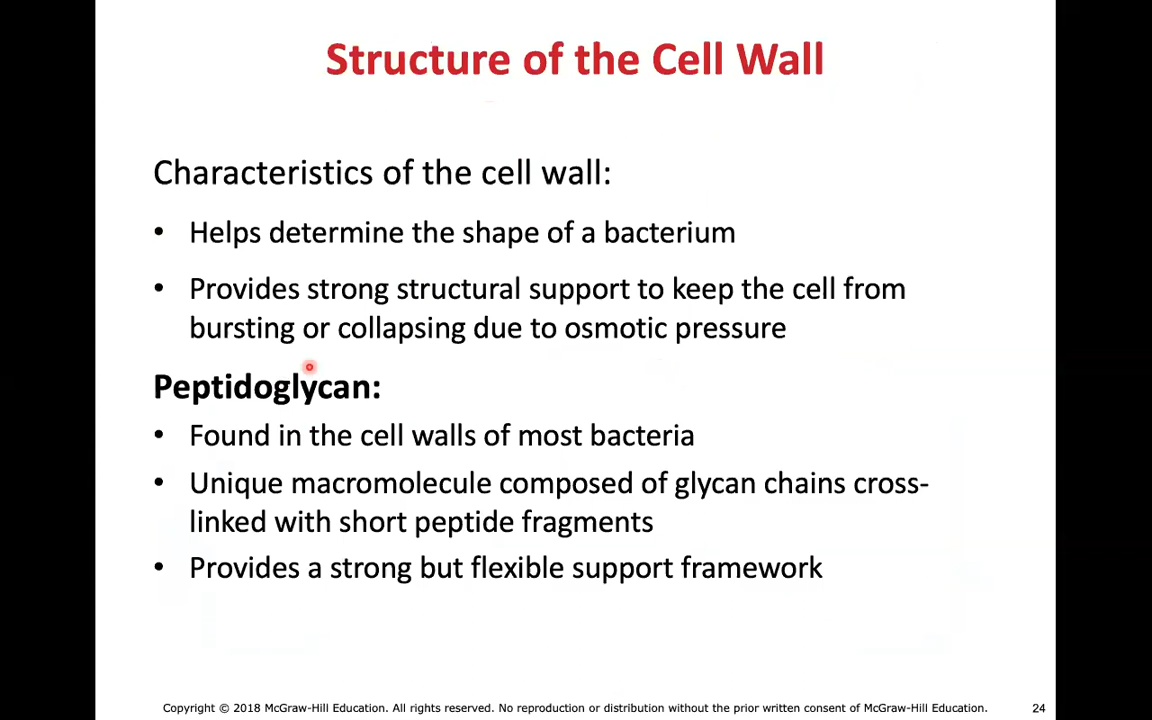 Structure of the Cell Wall
Characteristics of the cell wall:
• Helps determine the shape of a bacterium
• Provides strong structural support to keep the cell from
bursting or collapsing due to osmotic pressure
Peptidoglycan:
• Found in the cell walls of most bacteria
• Unique macromolecule composed of glycan chains cross-
linked with short peptide fragments
• Provides a strong but flexible support framework
Copyright © 2018 McGraw-Hill Education. All rights reserved. No reproduction or distribution without the prior written consent of McGraw-Hill Education. 24